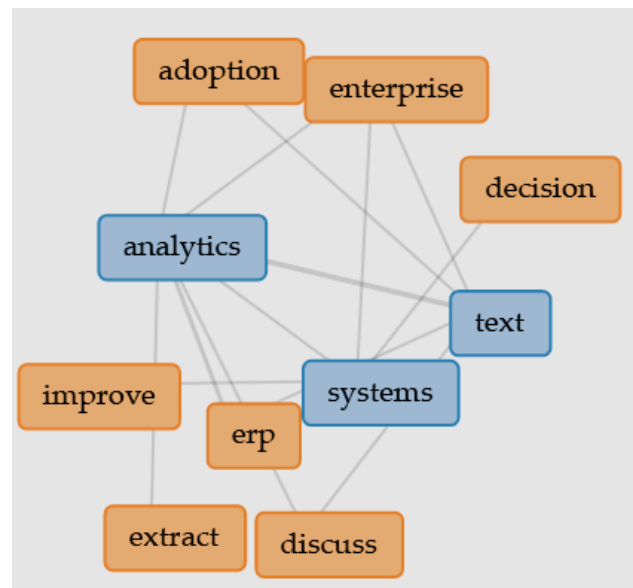 adoption
enterprise
decision
analytics
text
systems
improve
erp
extract
discuss